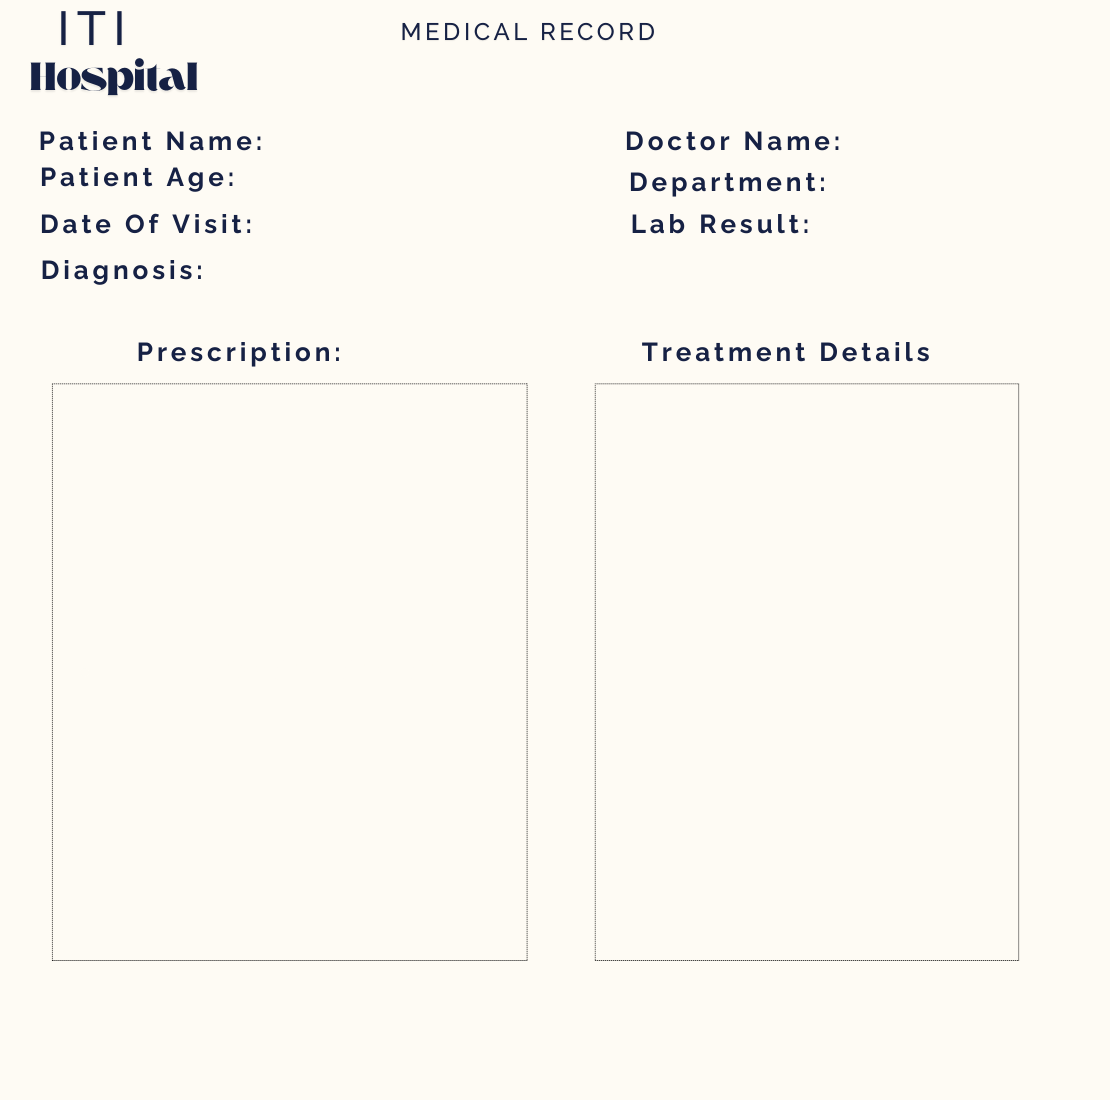 ITI
Hospital
MEDICAL RECORD
Patient Name:
Patient Age:
Date Of Visit:
Diagnosis:
Doctor Name:
Department:
Lab Result:
Prescription:
Treatment Details